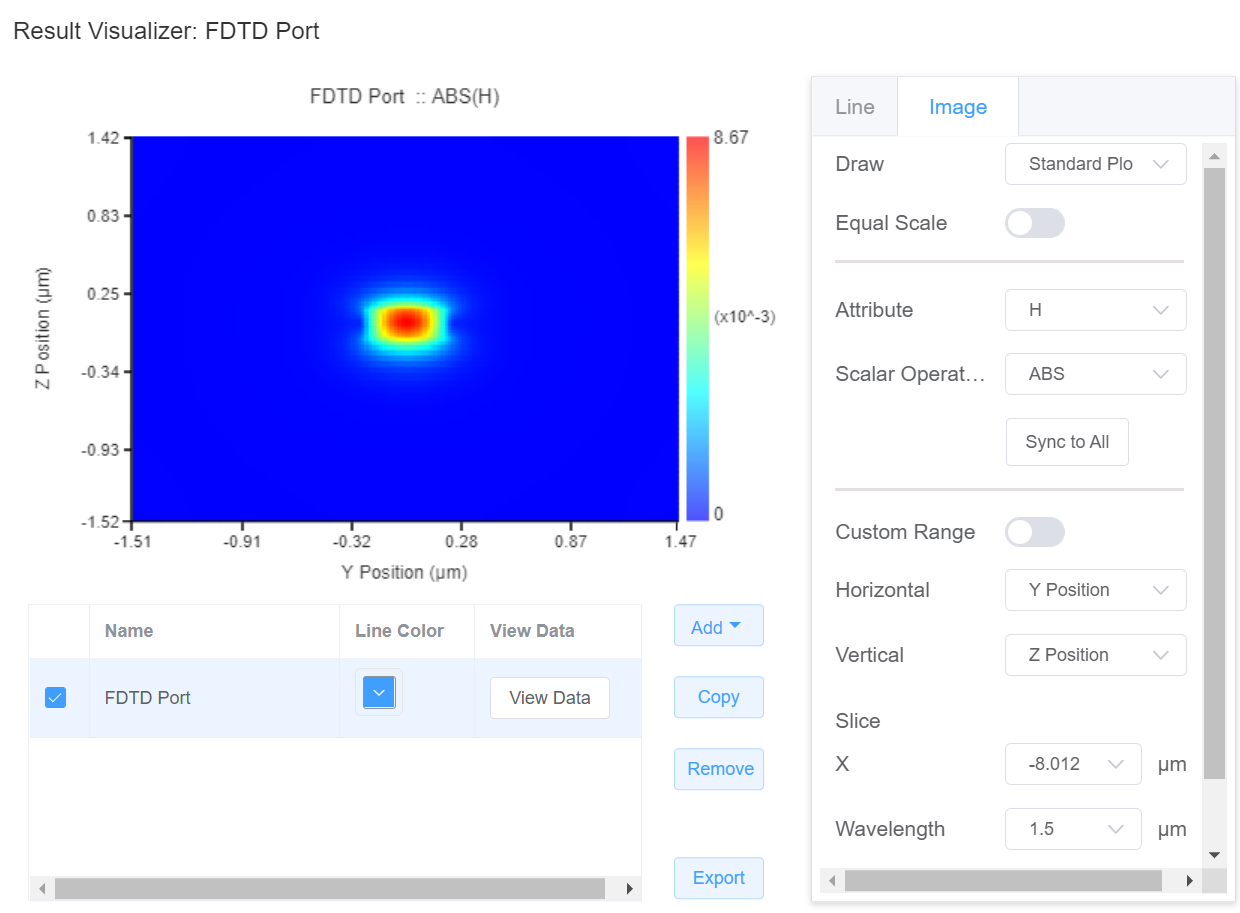 Result Visualizer: FDTD Port
FDTD Port :: ABS(H)
1.42
0.83
0.25
-0.34
-0.93
-1.52
Z Position (μm)
-1.51 -0.91 -0.32 0.28 0.87 1.47
Y Position (μm)
8.67
(x10^-3)
0
Name Line Color View Data
FDTD Port View Data
Add
Copy
Remove
Export
Line Image
Draw Standard Plo
Equal Scale
Attribute H
Scalar Operat... ABS
Sync to All
Custom Range
Horizontal Y Position
Vertical Z Position
Slice
X -8.012 μm
Wavelength 1.5 μm